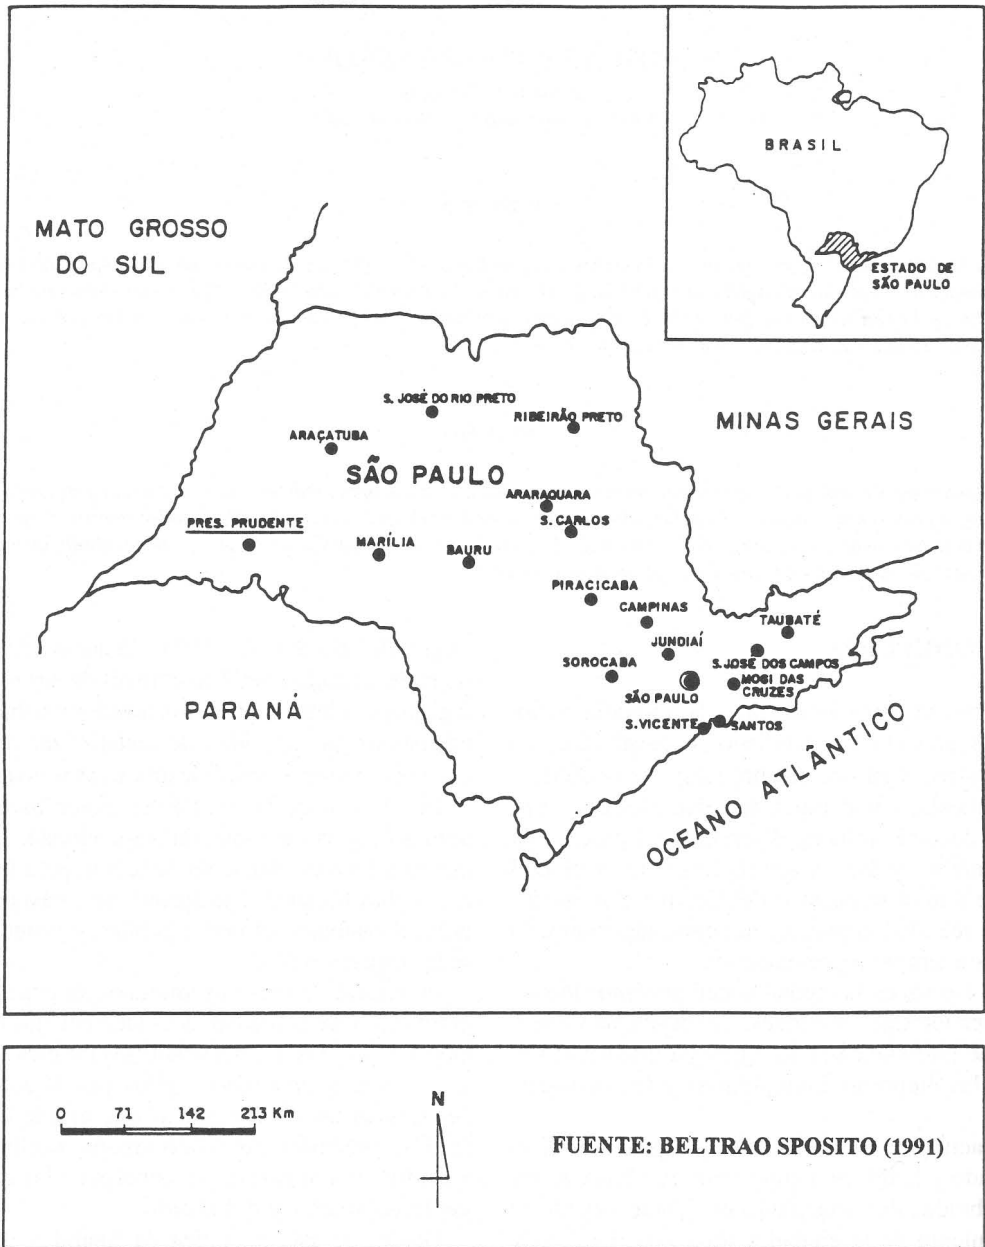 BRASIL
ESTADO DE
SÃO PAULO
MATO GROSSO
DO SUL
MINAS GERAIS
S. JOSÉ DO RIO PRETO
RIBEIRÃO PRETO
ARAÇATUBA
SÃO PAULO
ARARAQUARA
S. CARLOS
PRES. PRUDENTE
MARÍLIA
BAURU
PIRACICABA
CAMPINAS
TAUBATÉ
JUNDIAÍ
SOROCABA
S. JOSÉ DOS CAMPOS
MOGI DAS
CRUZES
SÃO PAULO
S. VICENTE
SANTOS
PARANÁ
OCEANO ATLÂNTICO
0 71 142 213 Km
N
FUENTE: BELTRAO SPOSITO (1991)